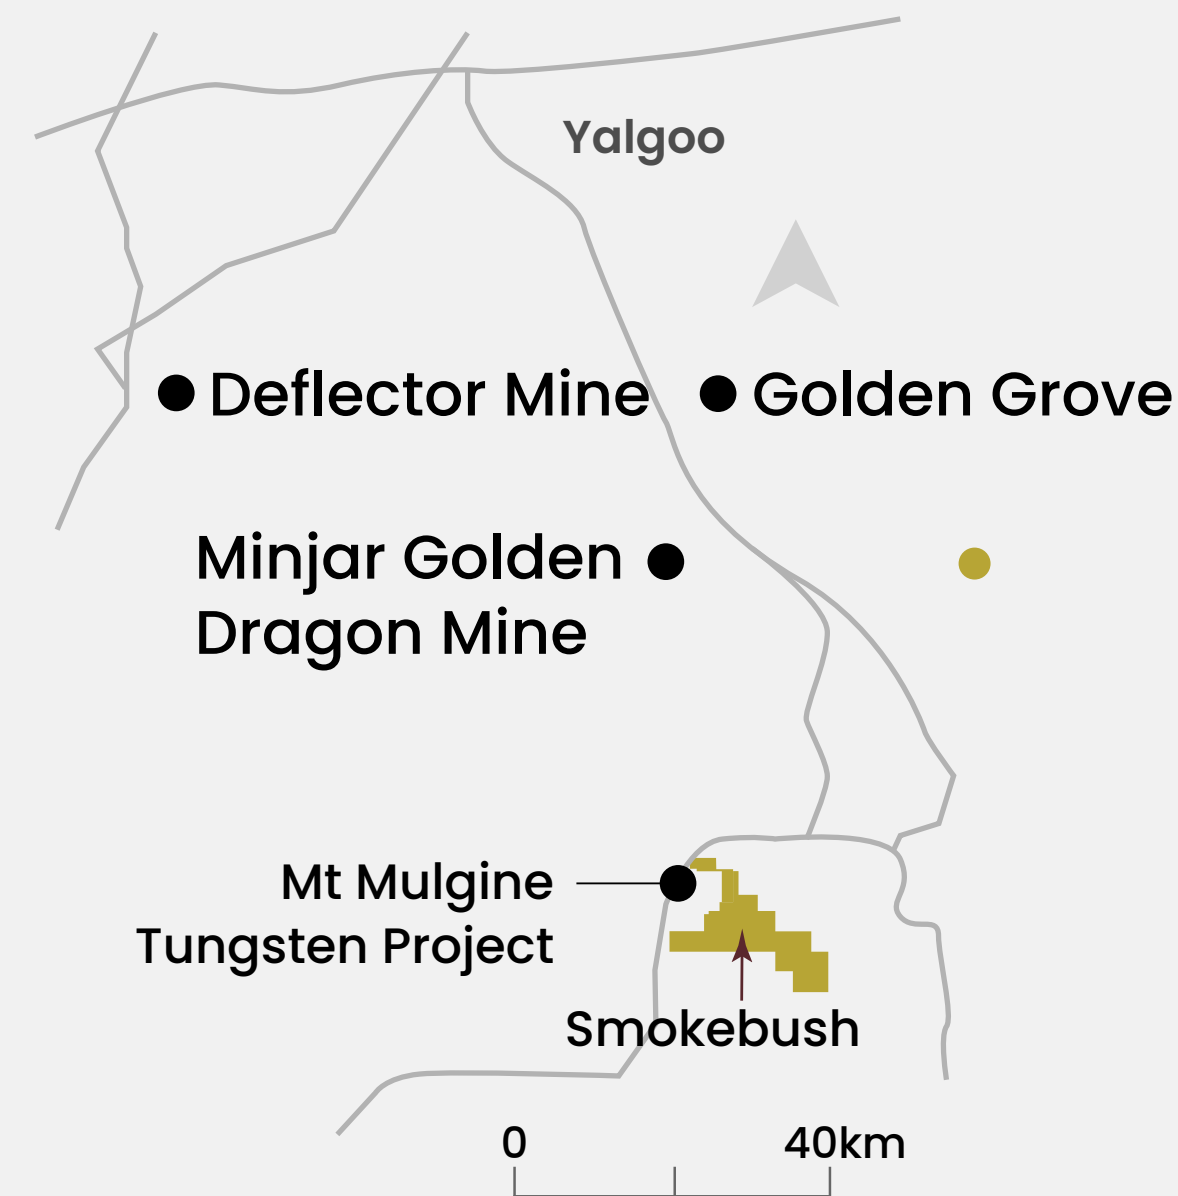 Yalgoo
Deflector Mine
Golden Grove
Minjar Golden
Dragon Mine
Mt Mulgine
Tungsten Project
Smokebush
0
40km